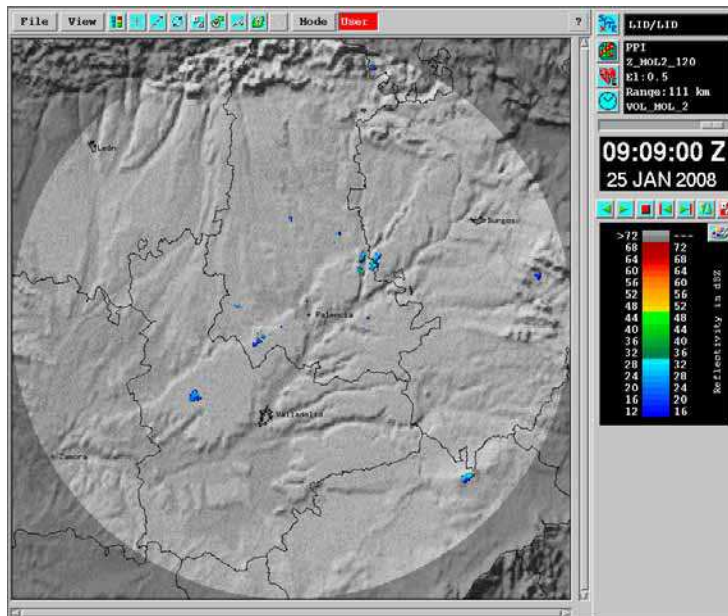 File View Mode User ?
LID/LID
PPI
Z_MOL2_120
El:0.5
Range:111 km
VOL_MOL_2
09:09:00 Z
25 JAN 2008
León
Burgos
Palencia
Valladolid
Zamora
>72 ---
68 72
64 68
60 64
56 60
52 56
48 52
44 48
40 44
36 40
32 36
28 32
24 28
20 24
16 20
12 16
Reflectivity in dBZ